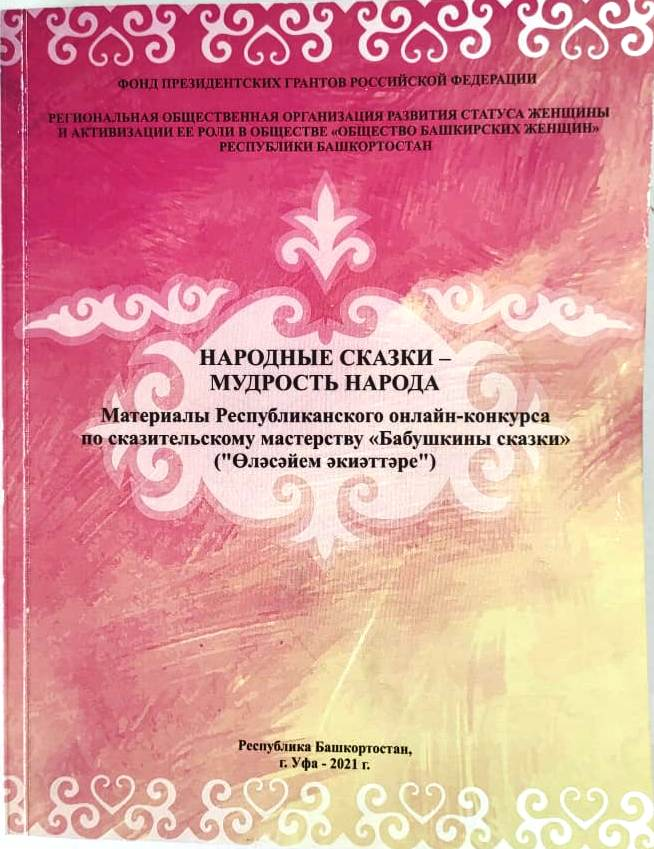 ФОНД ПРЕЗИДЕНТСКИХ ГРАНТОВ РОССИЙСКОЙ ФЕДЕРАЦИИ
РЕГИОНАЛЬНАЯ ОБЩЕСТВЕННАЯ ОРГАНИЗАЦИЯ РАЗВИТИЯ СТАТУСА ЖЕНЩИНЫ
И АКТИВИЗАЦИИ ЕЕ РОЛИ В ОБЩЕСТВЕ «ОБЩЕСТВО БАШКИРСКИХ ЖЕНЩИН»
РЕСПУБЛИКИ БАШКОРТОСТАН
НАРОДНЫЕ СКАЗКИ –
МУДРОСТЬ НАРОДА
Материалы Республиканского онлайн-конкурса
по сказительскому мастерству «Бабушкины сказки»
("Өләсәйем әкиәттәре")
Республика Башкортостан,
г. Уфа - 2021 г.